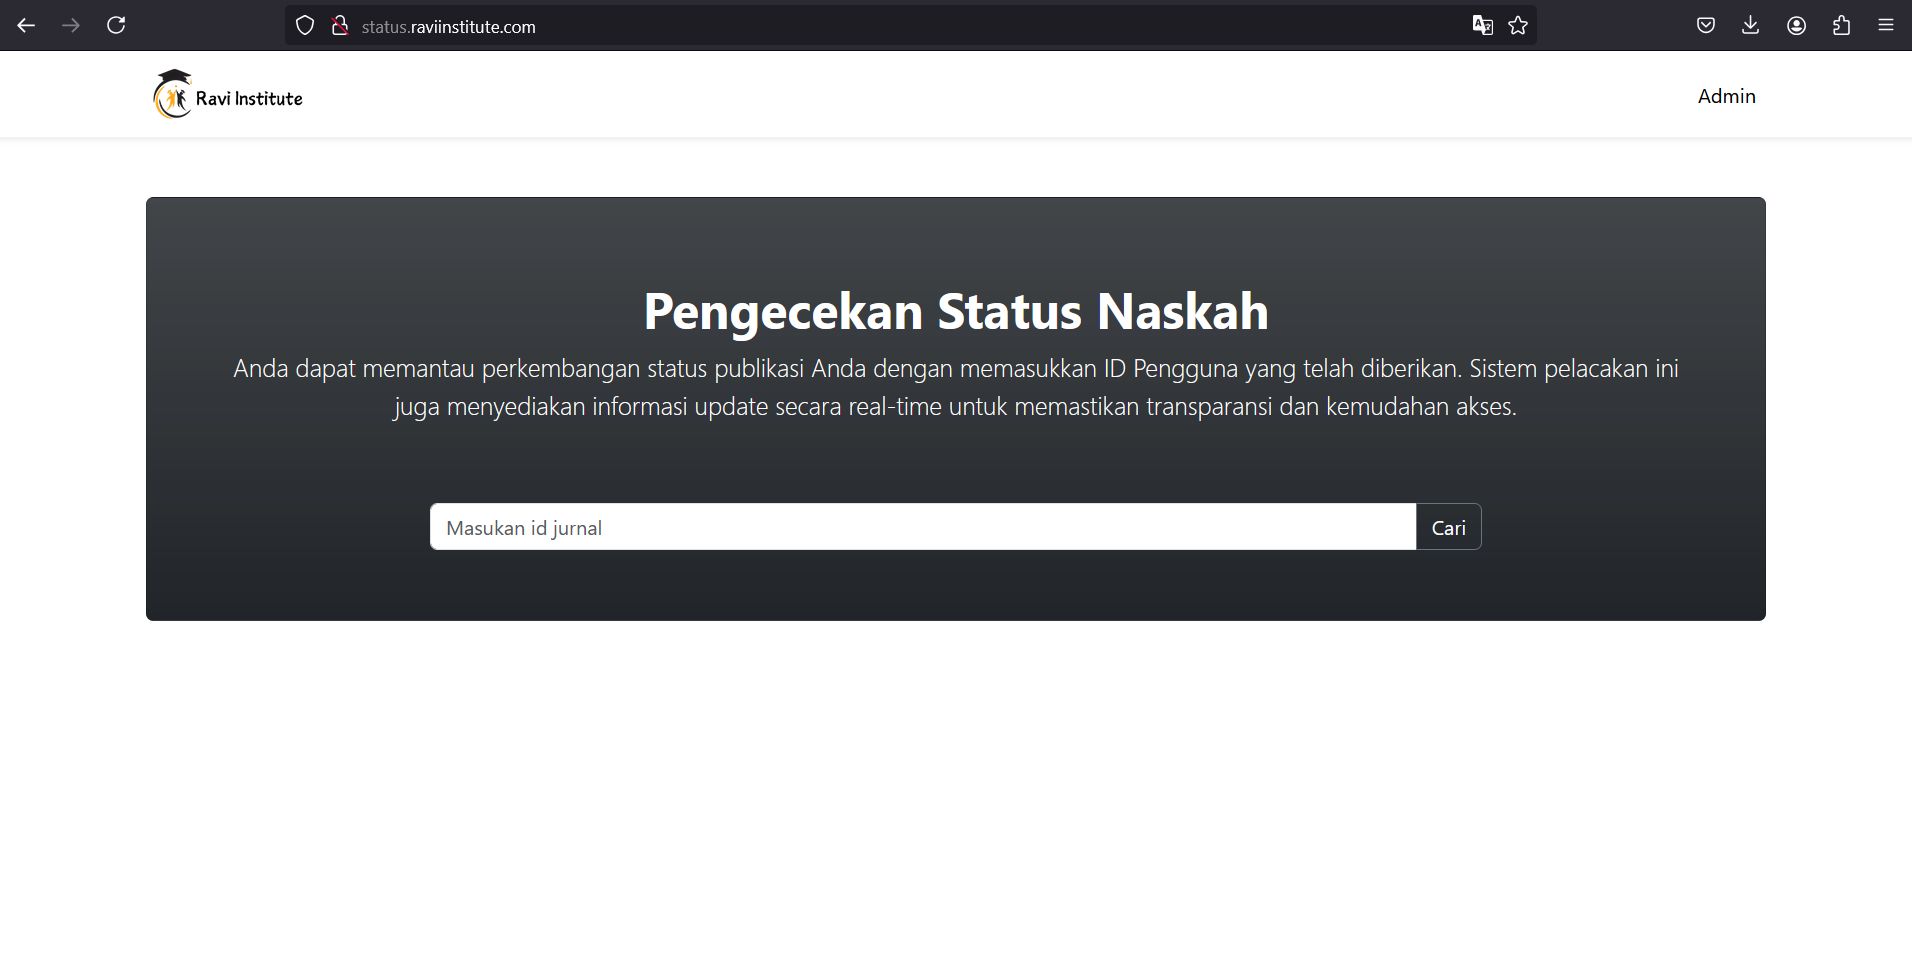 status.raviinstitute.com
Ravi Institute
Admin
Pengecekan Status Naskah
Anda dapat memantau perkembangan status publikasi Anda dengan memasukkan ID Pengguna yang telah diberikan. Sistem pelacakan ini
juga menyediakan informasi update secara real-time untuk memastikan transparansi dan kemudahan akses.
Masukan id jurnal
Cari